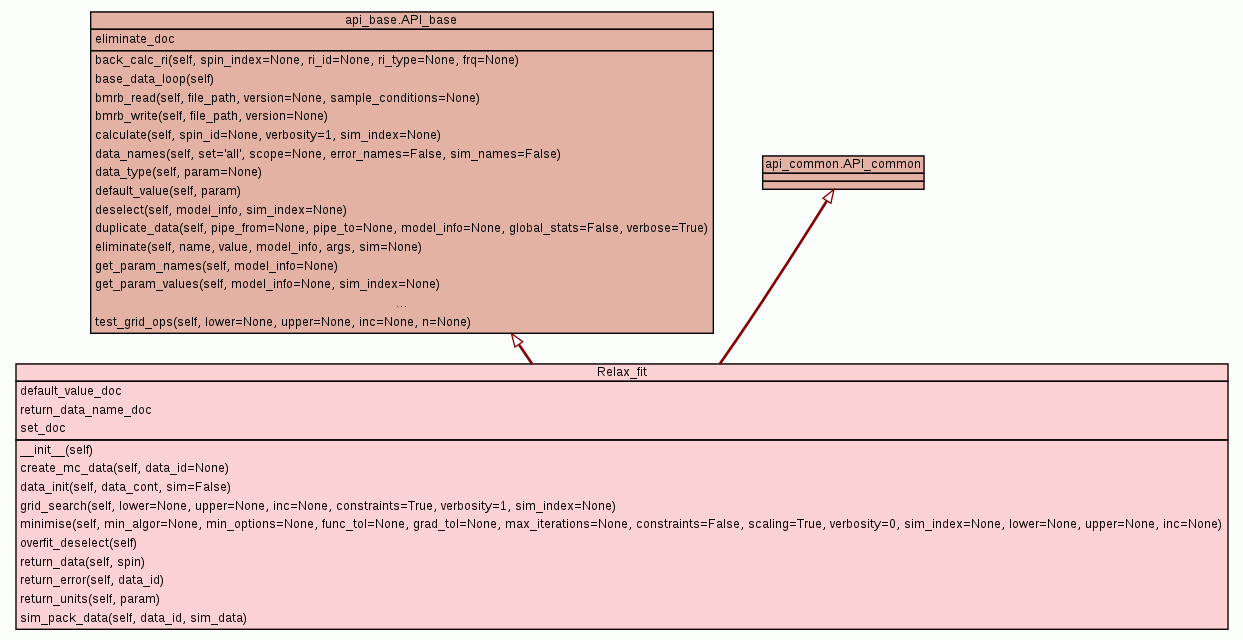 api_base.API_base
eliminate_doc
back_calc_ri(self, spin_index=None, ri_id=None, ri_type=None, frq=None)
base_data_loop(self)
bmrb_read(self, file_path, version=None, sample_conditions=None)
bmrb_write(self, file_path, version=None)
calculate(self, spin_id=None, verbosity=1, sim_index=None)
data_names(self, set='all', scope=None, error_names=False, sim_names=False)
data_type(self, param=None)
default_value(self, param)
deselect(self, model_info, sim_index=None)
duplicate_data(self, pipe_from=None, pipe_to=None, model_info=None, global_stats=False, verbose=True)
eliminate(self, name, value, model_info, args, sim=None)
get_param_names(self, model_info=None)
get_param_values(self, model_info=None, sim_index=None)
...
test_grid_ops(self, lower=None, upper=None, inc=None, n=None)
api_common.API_common
Relax_fit
default_value_doc
return_data_name_doc
set_doc
__init__(self)
create_mc_data(self, data_id=None)
data_init(self, data_cont, sim=False)
grid_search(self, lower=None, upper=None, inc=None, constraints=True, verbosity=1, sim_index=None)
minimise(self, min_algor=None, min_options=None, func_tol=None, grad_tol=None, max_iterations=None, constraints=False, scaling=True, verbosity=0, sim_index=None, lower=None, upper=None, inc=None)
overfit_deselect(self)
return_data(self, spin)
return_error(self, data_id)
return_units(self, param)
sim_pack_data(self, data_id, sim_data)